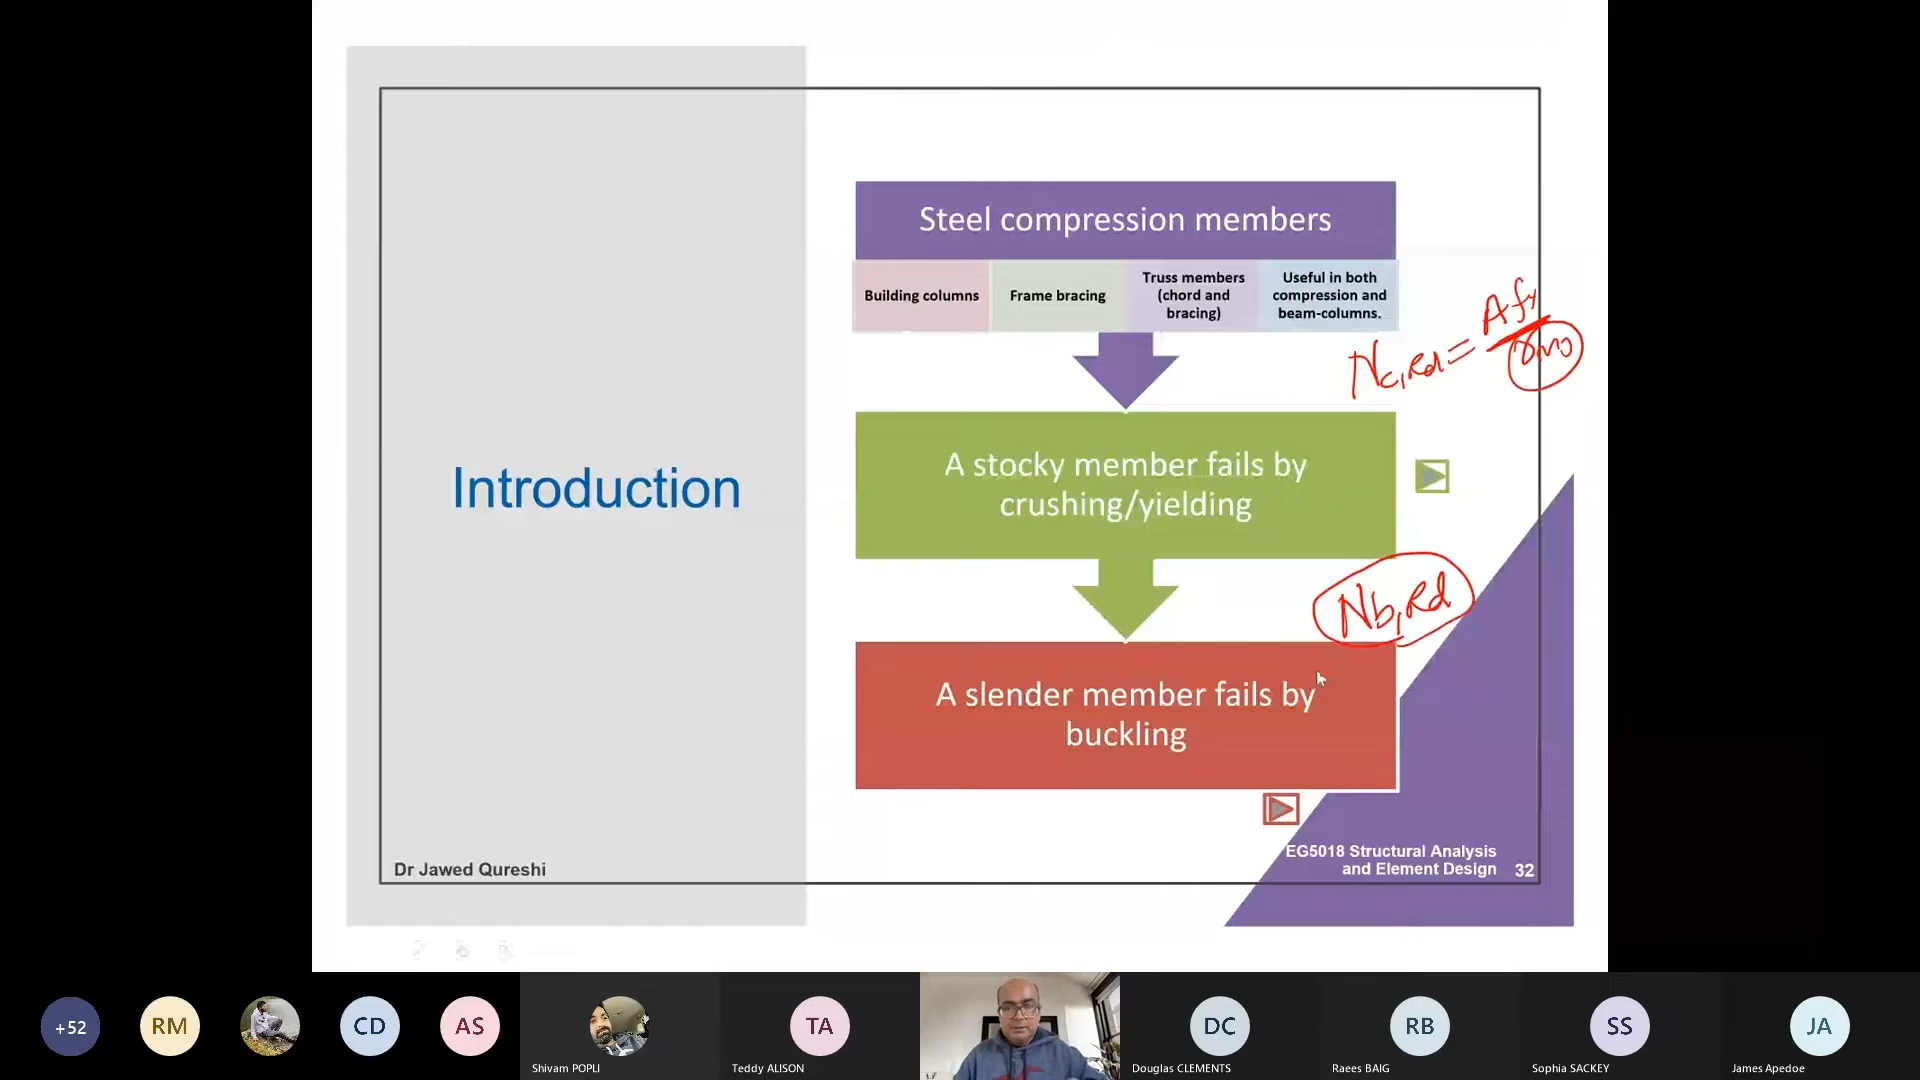 Steel compression members
Building columns
Frame bracing
Truss members
(chord and
bracing)
Useful in both
compression and
beam-columns.
Nc,Rd = Afy
γM0
Introduction
A stocky member fails by
crushing/yielding
Nb,Rd
A slender member fails by
buckling
Dr Jawed Qureshi
EG5018 Structural Analysis
and Element Design
32
+52
RM
CD
AS
Shivam POPLI
TA
Teddy ALISON
DC
Douglas CLEMENTS
RB
Raees BAIG
SS
Sophia SACKEY
JA
James Apedoe